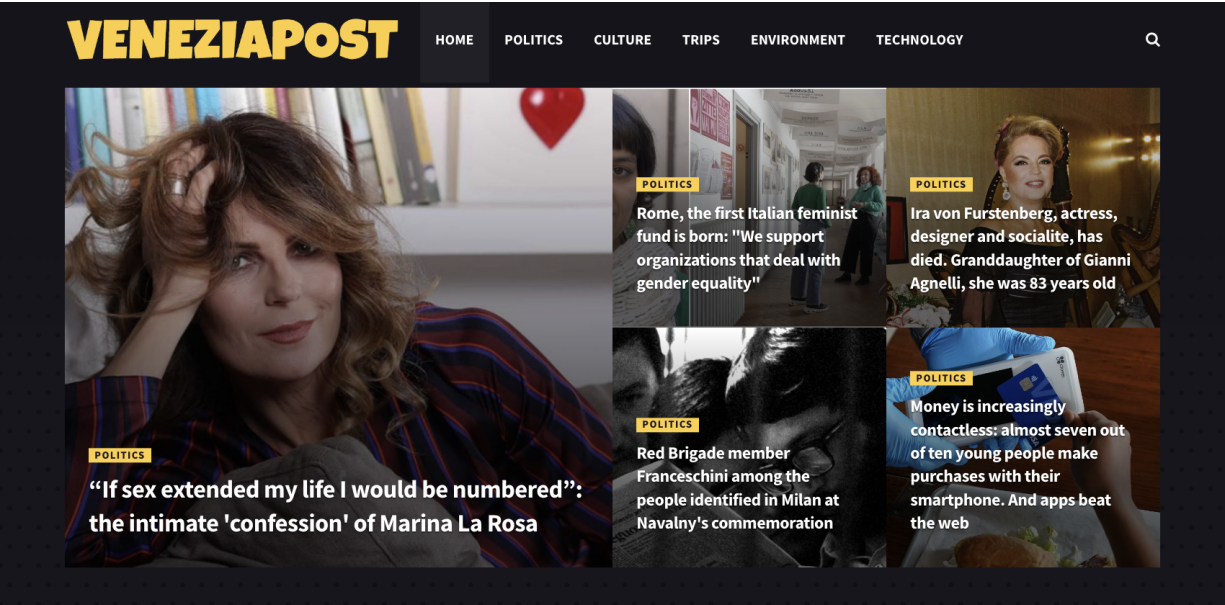 VENEZIAPOST
HOME
POLITICS
CULTURE
TRIPS
ENVIRONMENT
TECHNOLOGY
POLITICS
“If sex extended my life I would be numbered”:
the intimate 'confession' of Marina La Rosa
POLITICS
Rome, the first Italian feminist
fund is born: "We support
organizations that deal with
gender equality"
POLITICS
Ira von Furstenberg, actress,
designer and socialite, has
died. Granddaughter of Gianni
Agnelli, she was 83 years old
POLITICS
Red Brigade member
Franceschini among the
people identified in Milan at
Navalny's commemoration
POLITICS
Money is increasingly
contactless: almost seven out
of ten young people make
purchases with their
smartphone. And apps beat
the web